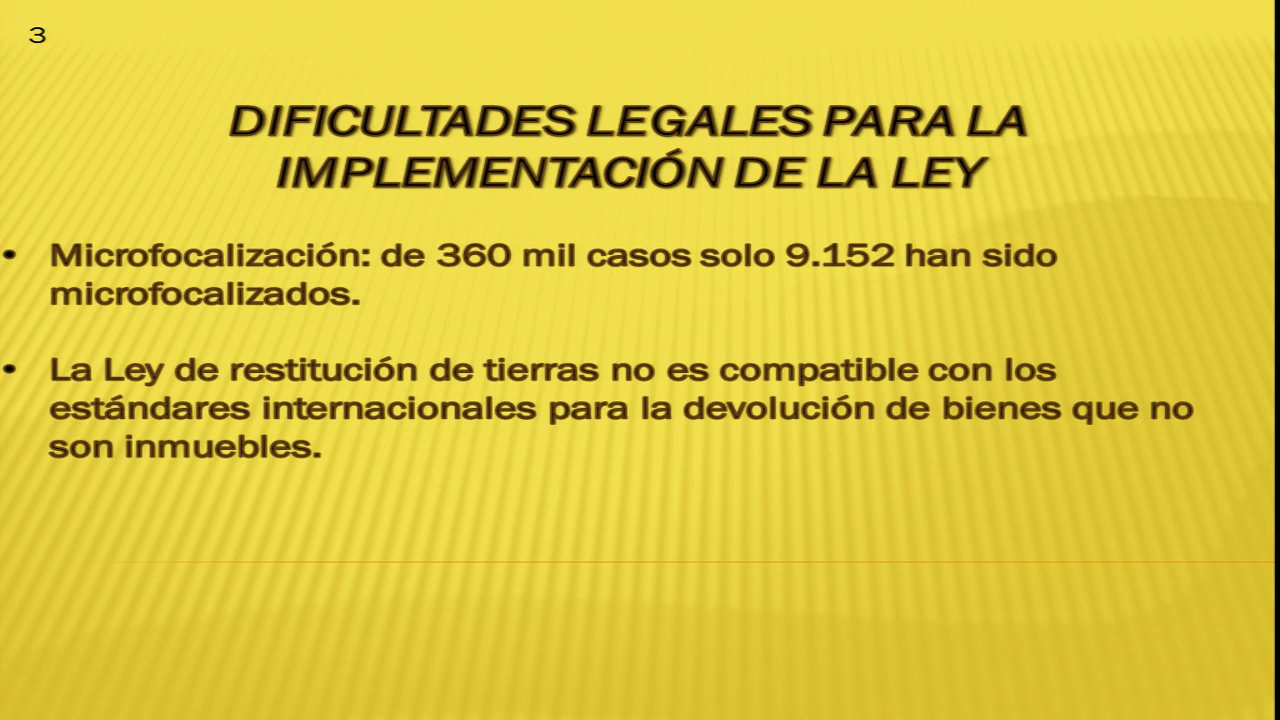 3
DIFICULTADES LEGALES PARA LA
IMPLEMENTACIÓN DE LA LEY
• Microfocalización: de 360 mil casos solo 9.152 han sido
microfocalizados.
• La Ley de restitución de tierras no es compatible con los
estándares internacionales para la devolución de bienes que no
son inmuebles.